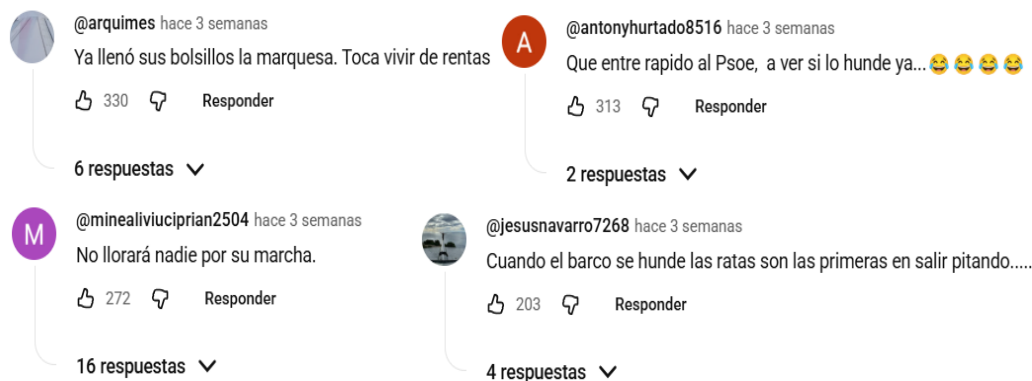 @arquimes hace 3 semanas
Ya llenó sus bolsillos la marquesa. Toca vivir de rentas
330 Responder
6 respuestas
A
@antonyhurtado8516 hace 3 semanas
Que entre rapido al Psoe, a ver si lo hunde ya...😂😂😂😂
313 Responder
2 respuestas
M
@minealiviuciprian2504 hace 3 semanas
No llorará nadie por su marcha.
272 Responder
16 respuestas
@jesusnavarro7268 hace 3 semanas
Cuando el barco se hunde las ratas son las primeras en salir pitando.....
203 Responder
4 respuestas